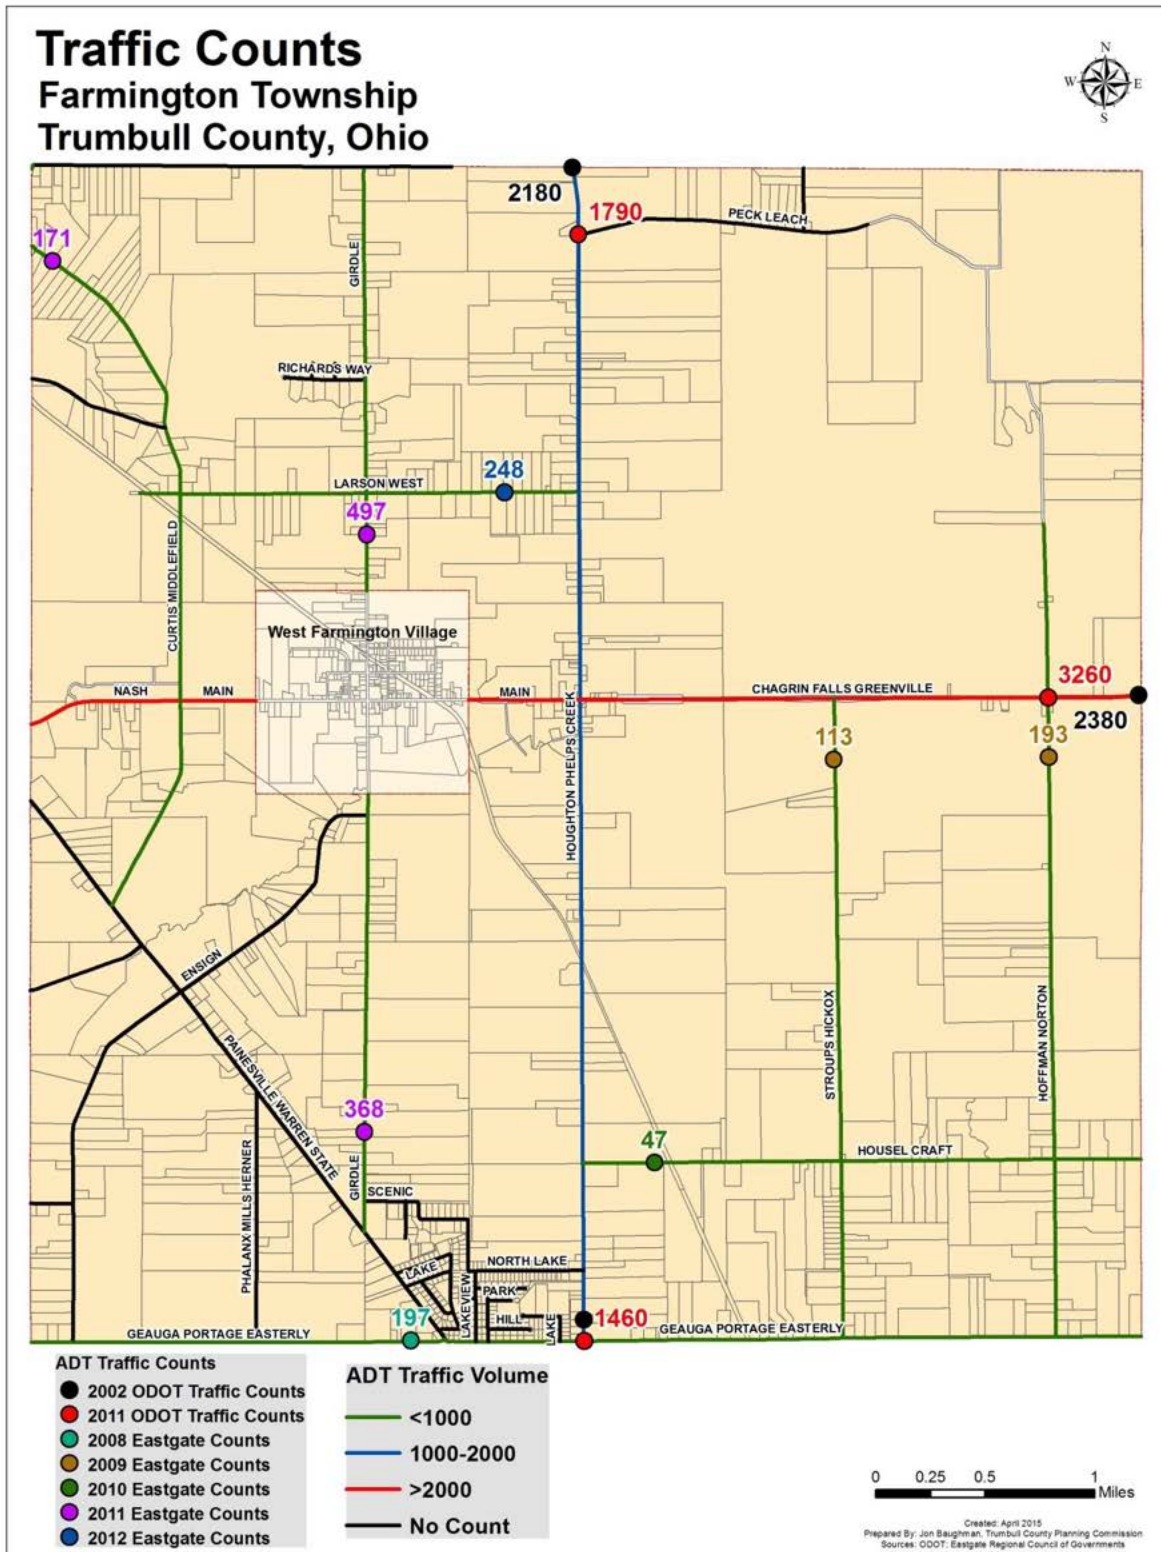 Traffic Counts
Farmington Township
Trumbull County, Ohio
N
W E
S
2180
1790
PECK LEACH
171
GIRDLE
RICHARDS WAY
248
LARSON WEST
497
CURTIS MIDDLEFIELD
West Farmington Village
NASH
MAIN
MAIN
HOUGHTON PHELPS CREEK
CHAGRIN FALLS GREENVILLE
3260
2380
113
193
ENSIGN
PAINESVILLE WARREN STATE
STROUPS HICKOX
HOFFMAN NORTON
368
47
HOUSEL CRAFT
PHALANX MILLS HERNER
GIRDLE
SCENIC
LAKE
LAKEVIEW
NORTH LAKE
PARK
HILL
LAKE
197
1460
GEAUGA PORTAGE EASTERLY
GEAUGA PORTAGE EASTERLY
ADT Traffic Counts
2002 ODOT Traffic Counts
2011 ODOT Traffic Counts
2008 Eastgate Counts
2009 Eastgate Counts
2010 Eastgate Counts
2011 Eastgate Counts
2012 Eastgate Counts
ADT Traffic Volume
<1000
1000-2000
>2000
No Count
0 0.25 0.5 1
Miles
Created: April 2015
Prepared By: Jon Baughman, Trumbull County Planning Commission
Sources: ODOT; Eastgate Regional Council of Governments